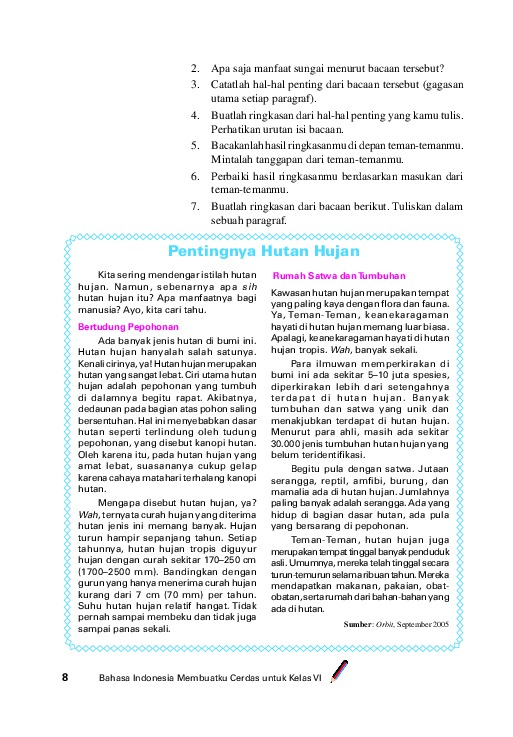 2. Apa saja manfaat sungai menurut bacaan tersebut?
3. Catatlah hal-hal penting dari bacaan tersebut (gagasan
utama setiap paragraf).
4. Buatlah ringkasan dari hal-hal penting yang kamu tulis.
Perhatikan urutan isi bacaan.
5. Bacakanlah hasil ringkasanmu di depan teman-temanmu.
Mintalah tanggapan dari teman-temanmu.
6. Perbaiki hasil ringkasanmu berdasarkan masukan dari
teman-temanmu.
7. Buatlah ringkasan dari bacaan berikut. Tuliskan dalam
sebuah paragraf.
Pentingnya Hutan Hujan
Kita sering mendengar istilah hutan
hujan. Namun, sebenarnya apa sih
hutan hujan itu? Apa manfaatnya bagi
manusia? Ayo, kita cari tahu.
Bertudung Pepohonan
Ada banyak jenis hutan di bumi ini.
Hutan hujan hanyalah salah satunya.
Kenali cirinya, ya! Hutan hujan merupakan
hutan yang sangat lebat. Ciri utama hutan
hujan adalah pepohonan yang tumbuh
di dalamnya begitu rapat. Akibatnya,
dedaunan pada bagian atas pohon saling
bersentuhan. Hal ini menyebabkan dasar
hutan seperti terlindung oleh tudung
pepohonan, yang disebut kanopi hutan.
Oleh karena itu, pada hutan hujan yang
amat lebat, suasananya cukup gelap
karena cahaya matahari terhalang kanopi
hutan.
Mengapa disebut hutan hujan, ya?
Wah, ternyata curah hujan yang diterima
hutan jenis ini memang banyak. Hujan
turun hampir sepanjang tahun. Setiap
tahunnya, hutan hujan tropis diguyur
hujan dengan curah sekitar 170–250 cm
(1700–2500 mm). Bandingkan dengan
gurun yang hanya menerima curah hujan
kurang dari 7 cm (70 mm) per tahun.
Suhu hutan hujan relatif hangat. Tidak
pernah sampai membeku dan tidak juga
sampai panas sekali.
Rumah Satwa dan Tumbuhan
Kawasan hutan hujan merupakan tempat
yang paling kaya dengan flora dan fauna.
Ya, Teman-Teman, keanekaragaman
hayati di hutan hujan memang luar biasa.
Apalagi, keanekaragaman hayati di hutan
hujan tropis. Wah, banyak sekali.
Para ilmuwan memperkirakan di
bumi ini ada sekitar 5–10 juta spesies,
diperkirakan lebih dari setengahnya
terdapat di hutan hujan. Banyak
tumbuhan dan satwa yang unik dan
menakjubkan terdapat di hutan hujan.
Menurut para ahli, masih ada sekitar
30.000 jenis tumbuhan hutan hujan yang
belum teridentifikasi.
Begitu pula dengan satwa. Jutaan
serangga, reptil, amfibi, burung, dan
mamalia ada di hutan hujan. Jumlahnya
paling banyak adalah serangga. Ada yang
hidup di bagian dasar hutan, ada pula
yang bersarang di pepohonan.
Teman-Teman, hutan hujan juga
merupakan tempat tinggal banyak penduduk
asli. Umumnya, mereka telah tinggal secara
turun-temurun selama ribuan tahun. Mereka
mendapatkan makanan, pakaian, obat-
obatan, serta rumah dari bahan-bahan yang
ada di hutan.
Sumber: Orbit, September 2005
8 Bahasa Indonesia Membuatku Cerdas untuk Kelas VI